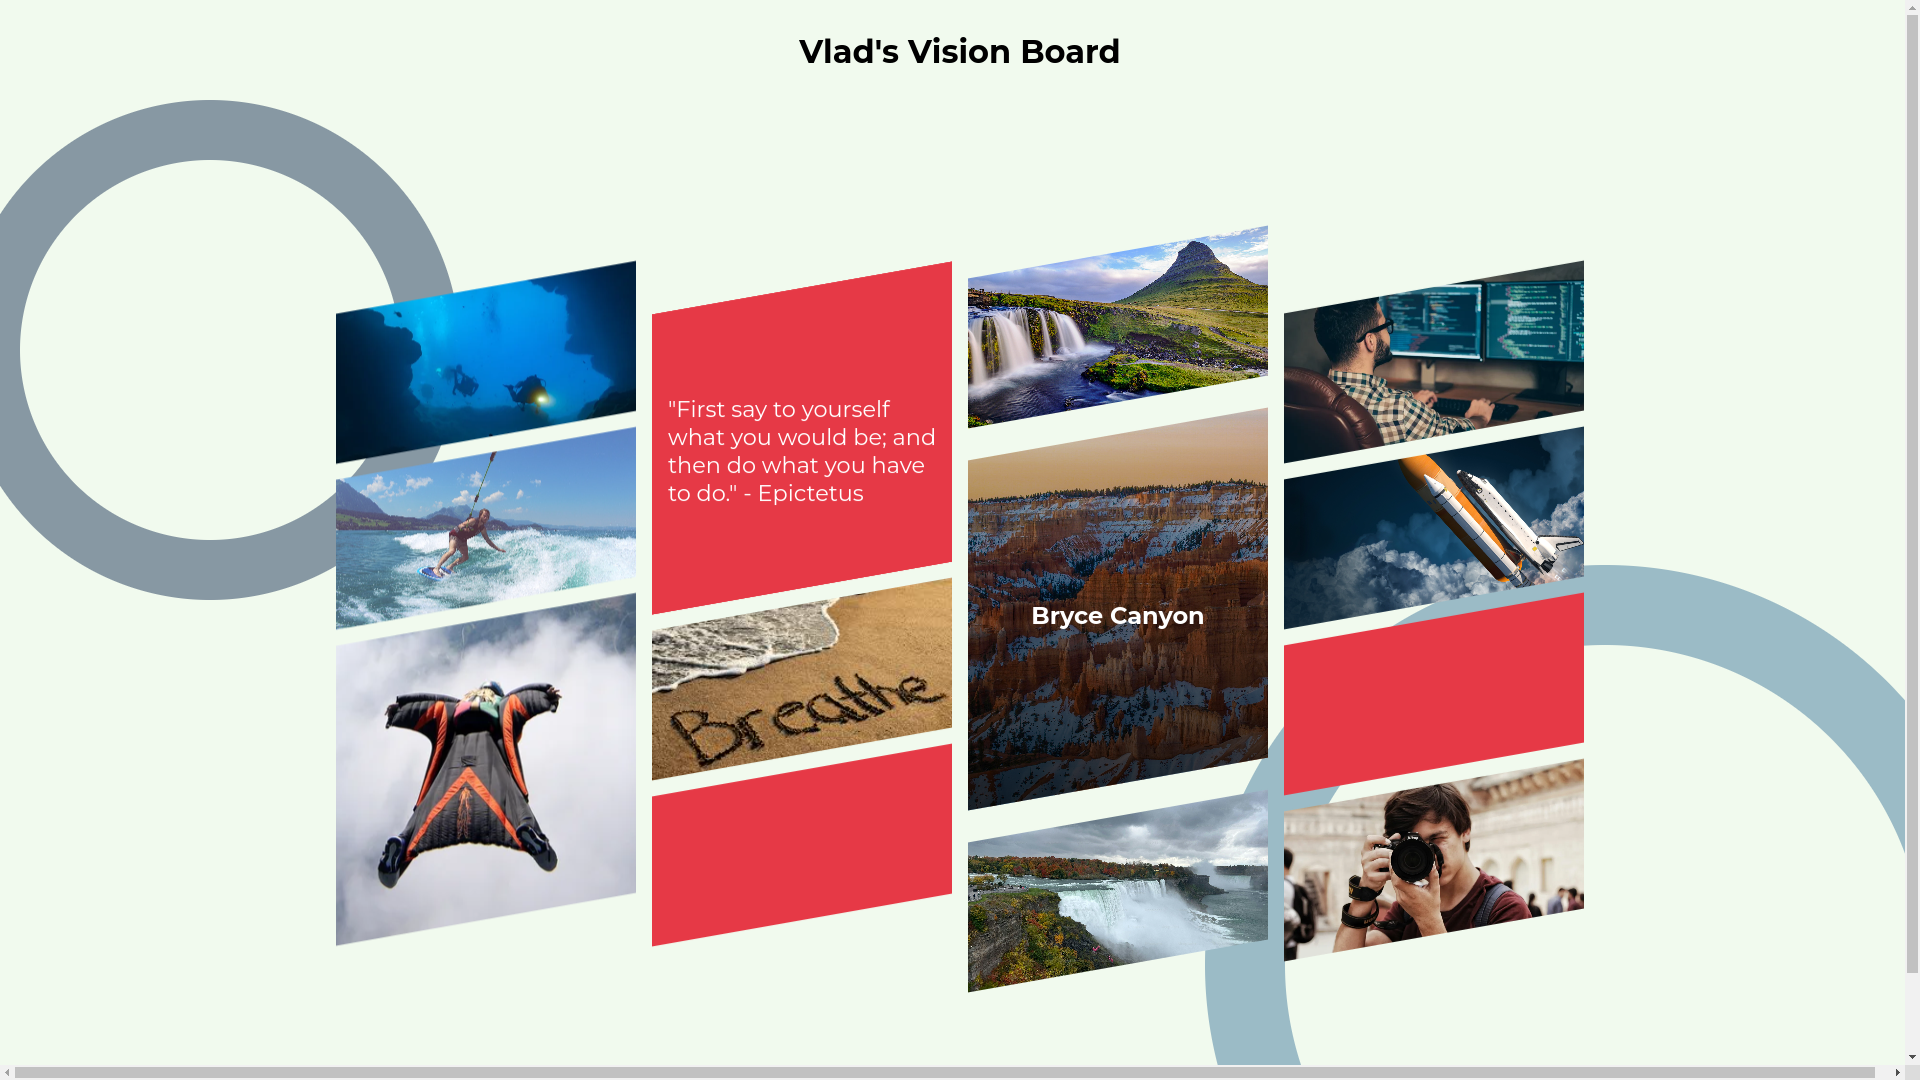 Vlad's Vision Board
"First say to yourself
what you would be; and
then do what you have
to do." - Epictetus
Breathe
Bryce Canyon